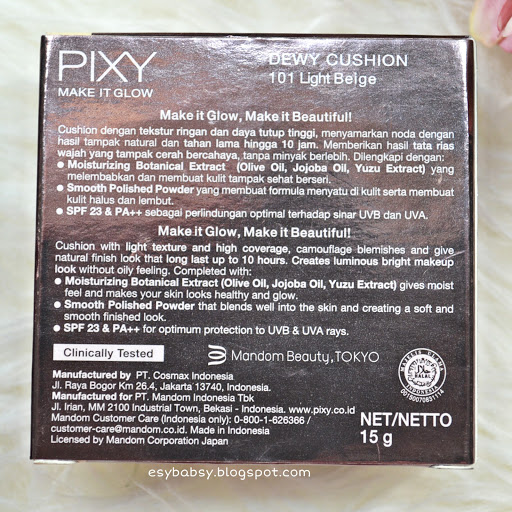 PIXY
MAKE IT GLOW
DEWY CUSHION
101 Light Beige
Make it Glow, Make it Beautiful!
Cushion dengan tekstur ringan dan daya tutup tinggi, menyamarkan noda dengan
hasil tampak natural dan tahan lama hingga 10 jam. Memberikan hasil tata rias
wajah yang tampak cerah bercahaya, tanpa minyak berlebih. Dilengkapi dengan:
• Moisturizing Botanical Extract (Olive Oil, Jojoba Oil, Yuzu Extract) yang
melembabkan dan membuat kulit tampak sehat berseri.
• Smooth Polished Powder yang membuat formula menyatu di kulit serta membuat
kulit halus dan lembut.
• SPF 23 & PA++ sebagai perlindungan optimal terhadap sinar UVB dan UVA.
Make it Glow, Make it Beautiful!
Cushion with light texture and high coverage, camouflage blemishes and give
natural finish look that long last up to 10 hours. Creates luminous bright makeup
look without oily feeling. Completed with:
• Moisturizing Botanical Extract (Olive Oil, Jojoba Oil, Yuzu Extract) gives moist
feel and makes your skin looks healthy and glow.
• Smooth Polished Powder that blends well into the skin and creating a soft and
smooth finished look.
• SPF 23 & PA++ for optimum protection to UVB & UVA rays.
Clinically Tested
Mandom Beauty, TOKYO
Manufactured by PT. Cosmax Indonesia
Jl. Raya Bogor Km 26.4, Jakarta 13740, Indonesia.
Manufactured for PT. Mandom Indonesia Tbk
Jl. Irian, MM 2100 Industrial Town, Bekasi - Indonesia. www.pixy.co.id
Mandom Customer Care (Indonesia only): 0-800-1-626366 /
customer-care@mandom.co.id. Made in Indonesia
Licensed by Mandom Corporation Japan
HALAL
NET/NETTO
15 g
esybabsy.blogspot.com